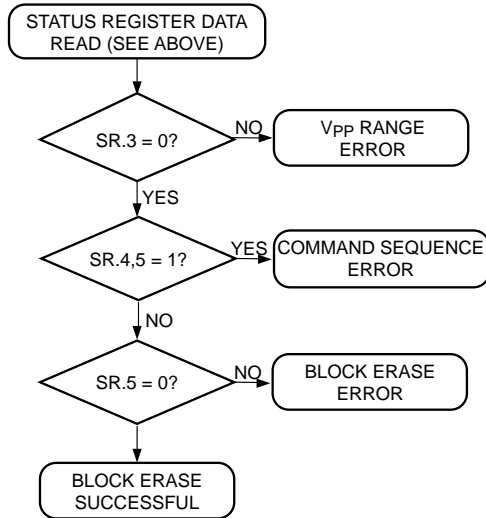 STATUS REGISTER DATA
READ (SEE ABOVE)
SR.3 = 0?
NO
VPP RANGE
ERROR
YES
SR.4,5 = 1?
YES
COMMAND SEQUENCE
ERROR
NO
SR.5 = 0?
NO
BLOCK ERASE
ERROR
BLOCK ERASE
SUCCESSFUL